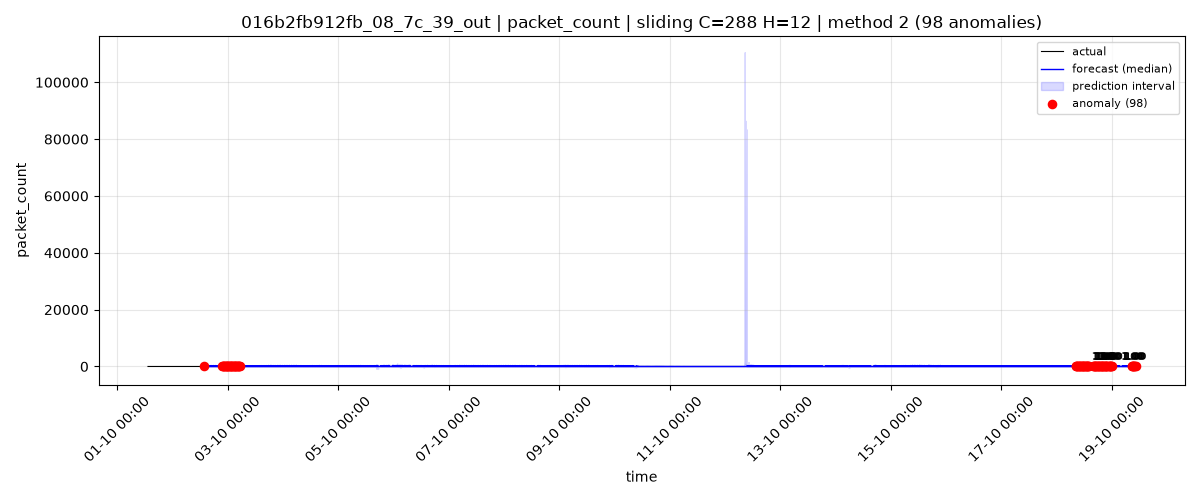 016b2fb912fb_08_7c_39_out | packet_count | sliding C=288 H=12 | method 2 (98 anomalies)
actual
forecast (median)
prediction interval
anomaly (98)
packet_count
100000
80000
60000
40000
20000
0
01-10 00:00
03-10 00:00
05-10 00:00
07-10 00:00
09-10 00:00
11-10 00:00
13-10 00:00
15-10 00:00
17-10 00:00
19-10 00:00
time